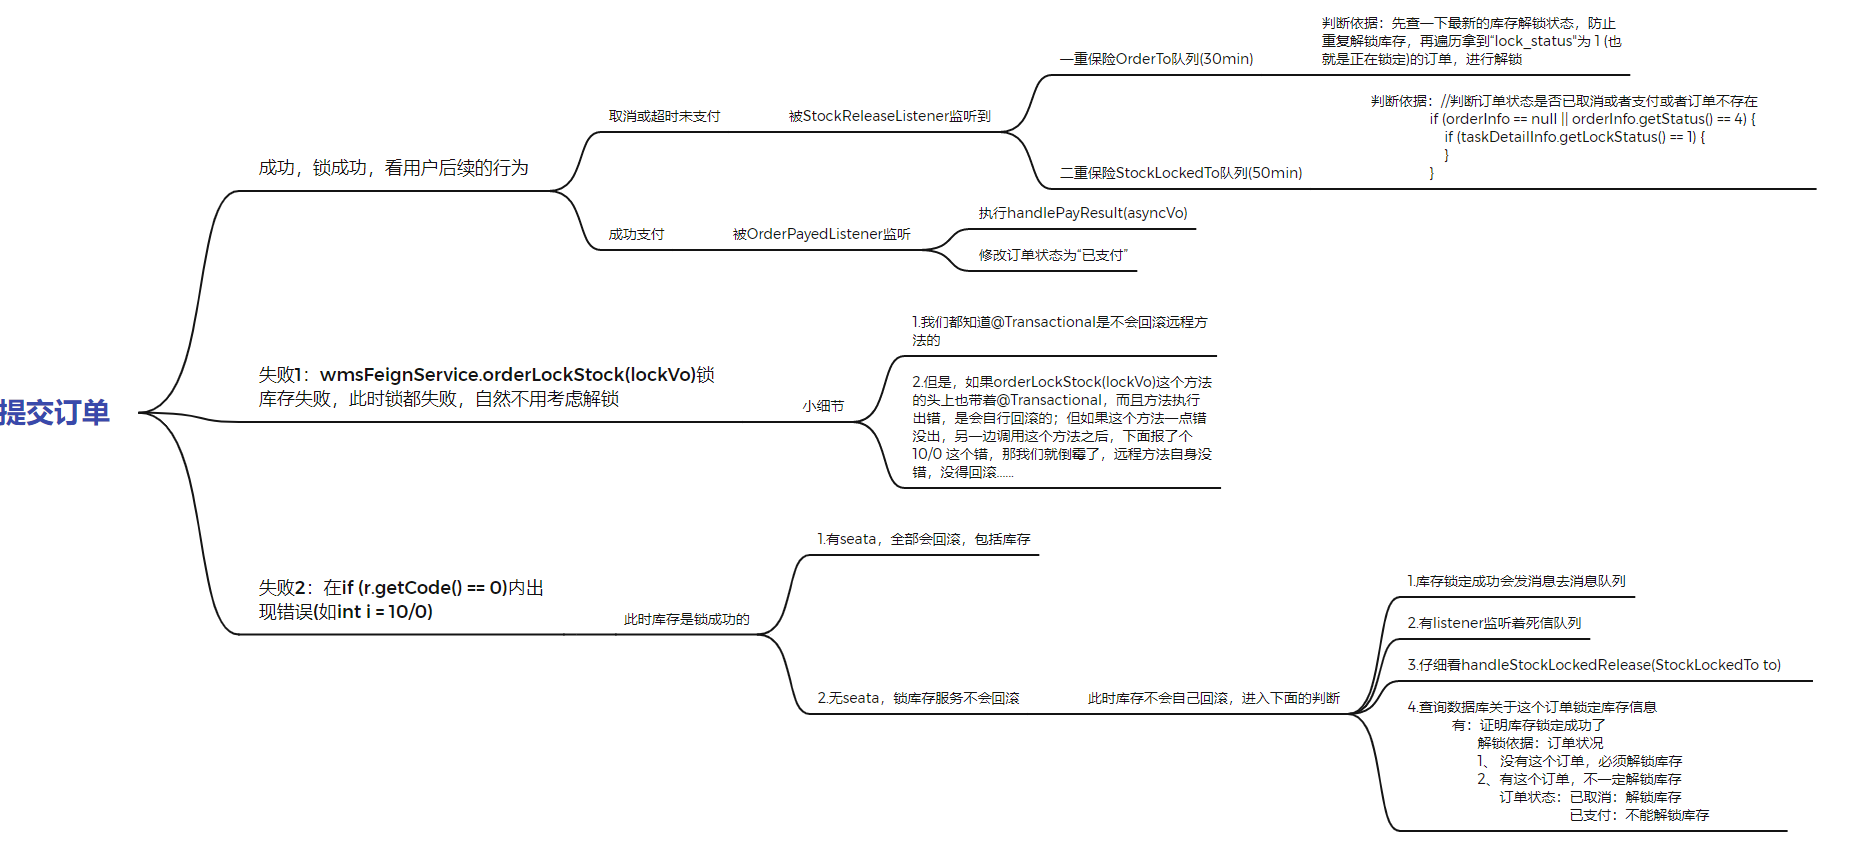 提交订单
成功，锁成功，看用户后续的行为
取消或超时未支付
被StockReleaseListener监听到
一重保险OrderTo队列(30min)
判断依据：先查一下最新的库存解锁状态，防止
重复解锁库存，再遍历拿到“lock_status"为 1 (也
就是正在锁定)的订单，进行解锁
二重保险StockLockedTo队列(50min)
判断依据：//判断订单状态是否已取消或者支付或者订单不存在
if (orderInfo == null || orderInfo.getStatus() == 4) {
if (taskDetailInfo.getLockStatus() == 1) {
}
}
成功支付
被OrderPayedListener监听
执行handlePayResult(asyncVo)
修改订单状态为“已支付”
失败1：wmsFeignService.orderLockStock(lockVo)锁
库存失败，此时锁都失败，自然不用考虑解锁
小细节
1.我们都知道@Transactional是不会回滚远程方
法的
2.但是，如果orderLockStock(lockVo)这个方法
的头上也带着@Transactional，而且方法执行
出错，是会自行回滚的；但如果这个方法一点错
没出，另一边调用这个方法之后，下面报了个
10/0 这个错，那我们就倒霉了，远程方法自身没
错，没得回滚......
失败2：在if (r.getCode() == 0)内出
现错误(如int i = 10/0)
此时库存是锁成功的
1.有seata，全部会回滚，包括库存
2.无seata，锁库存服务不会回滚
此时库存不会自己回滚，进入下面的判断
1.库存锁定成功会发消息去消息队列
2.有listener监听着死信队列
3.仔细看handleStockLockedRelease(StockLockedTo to)
4.查询数据库关于这个订单锁定库存信息
有：证明库存锁定成功了
解锁依据：订单状况
1、 没有这个订单，必须解锁库存
2、有这个订单，不一定解锁库存
订单状态：已取消：解锁库存
已支付：不能解锁库存